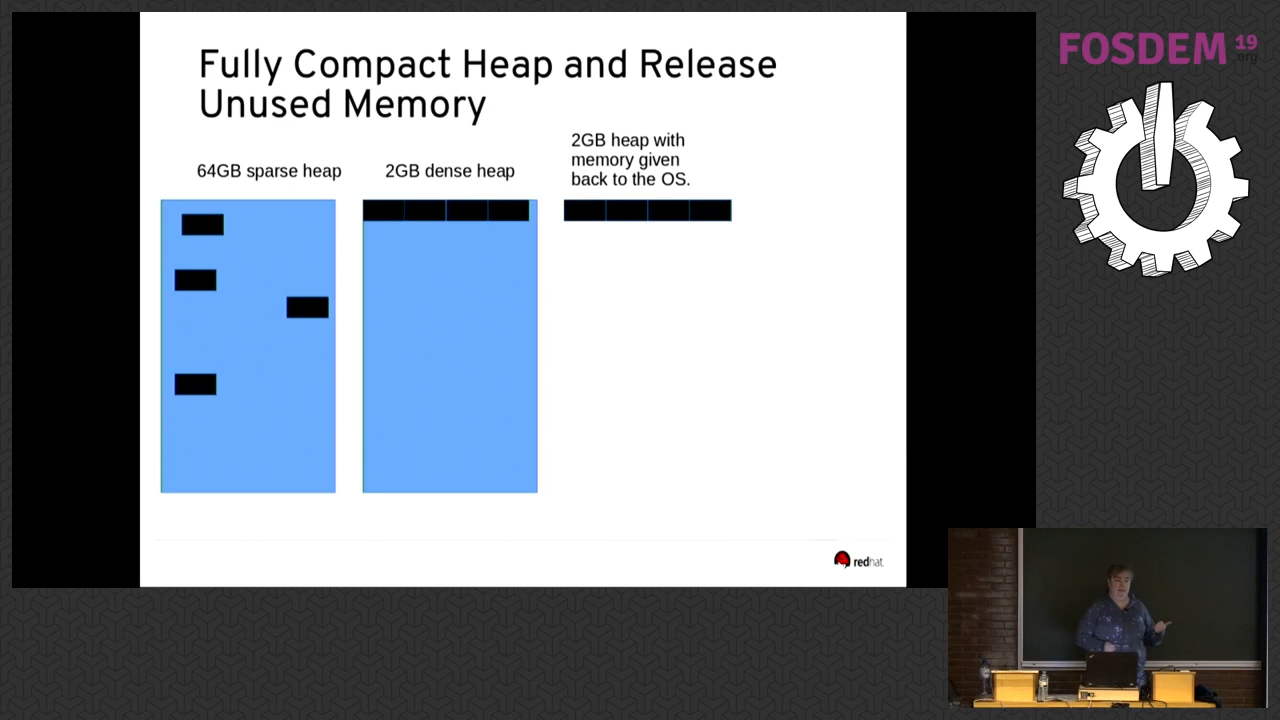 Fully Compact Heap and Release
Unused Memory
64GB sparse heap
2GB dense heap
2GB heap with
memory given
back to the OS.
redhat
FOSDEM 19
.org